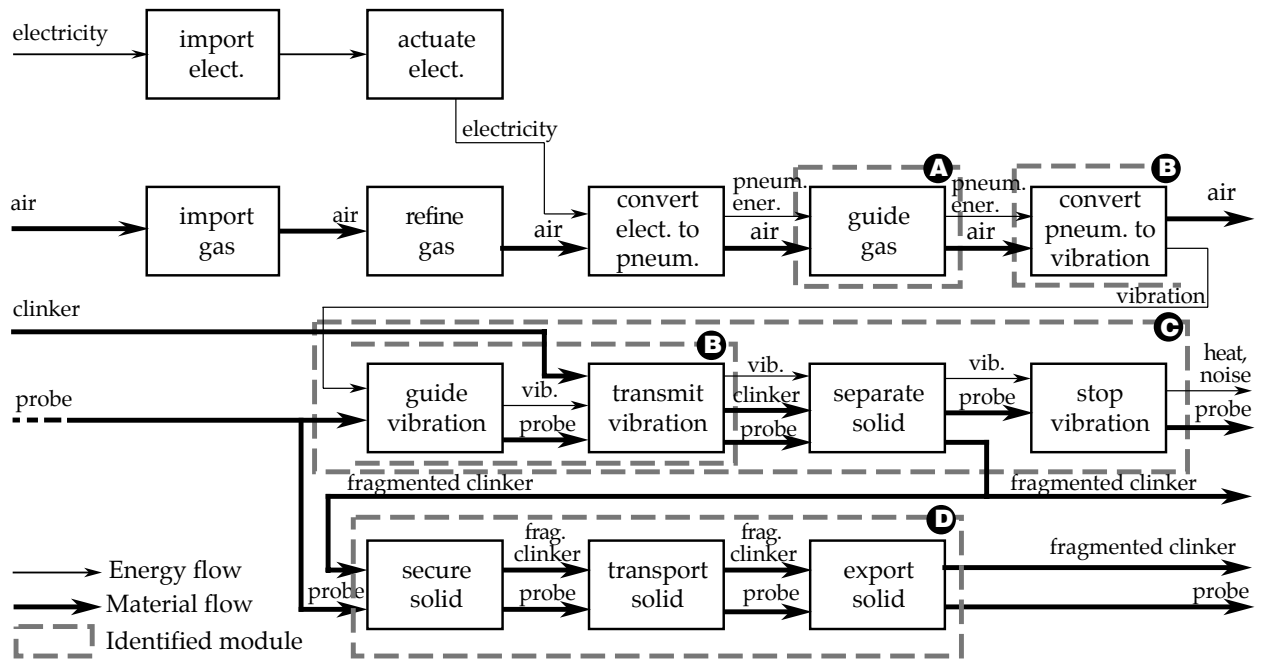 electricity
import
elect.
actuate
elect.
electricity
air
import
gas
air
refine
gas
air
convert
elect. to
pneum.
pneum.
ener.
air
A
guide
gas
pneum.
ener.
air
B
convert
pneum. to
vibration
air
vibration
clinker
C
B
probe
guide
vibration
vib.
probe
transmit
vibration
vib.
clinker
probe
separate
solid
vib.
probe
stop
vibration
heat,
noise
probe
fragmented clinker
fragmented clinker
D
probe
secure
solid
frag.
clinker
probe
transport
solid
frag.
clinker
probe
export
solid
fragmented clinker
probe
Energy flow
Material flow
Identified module